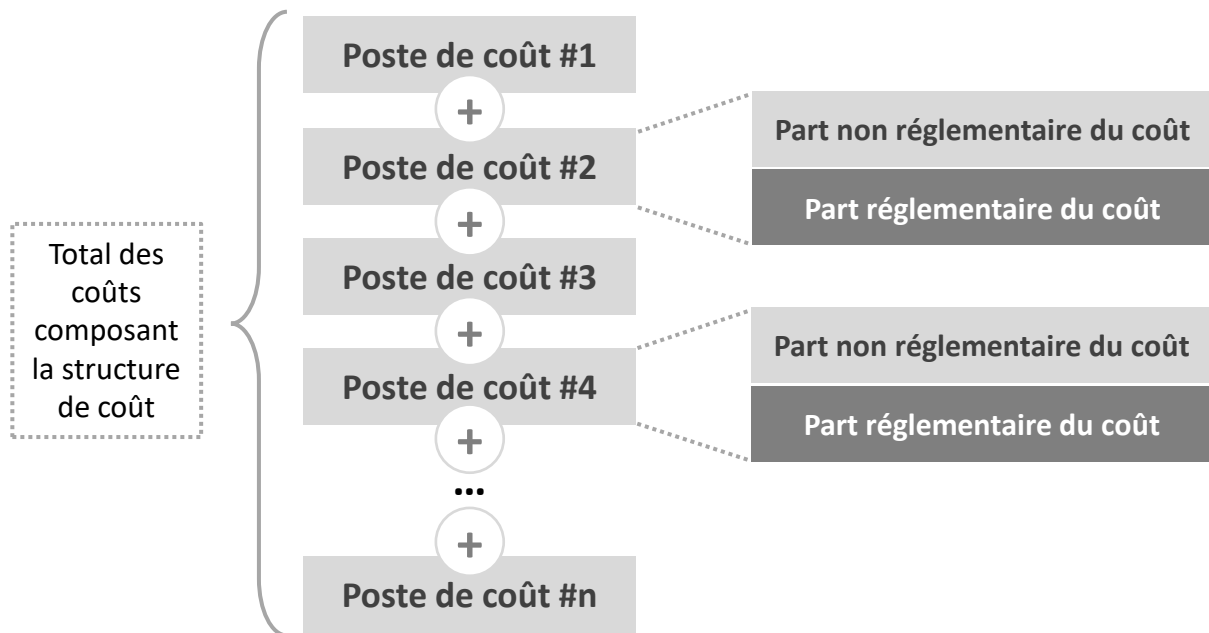 Total des
coûts
composant
la structure
de coût
Poste de coût #1
+
Poste de coût #2
+
Poste de coût #3
+
Poste de coût #4
+
...
+
Poste de coût #n
Part non réglementaire du coût
Part réglementaire du coût
Part non réglementaire du coût
Part réglementaire du coût